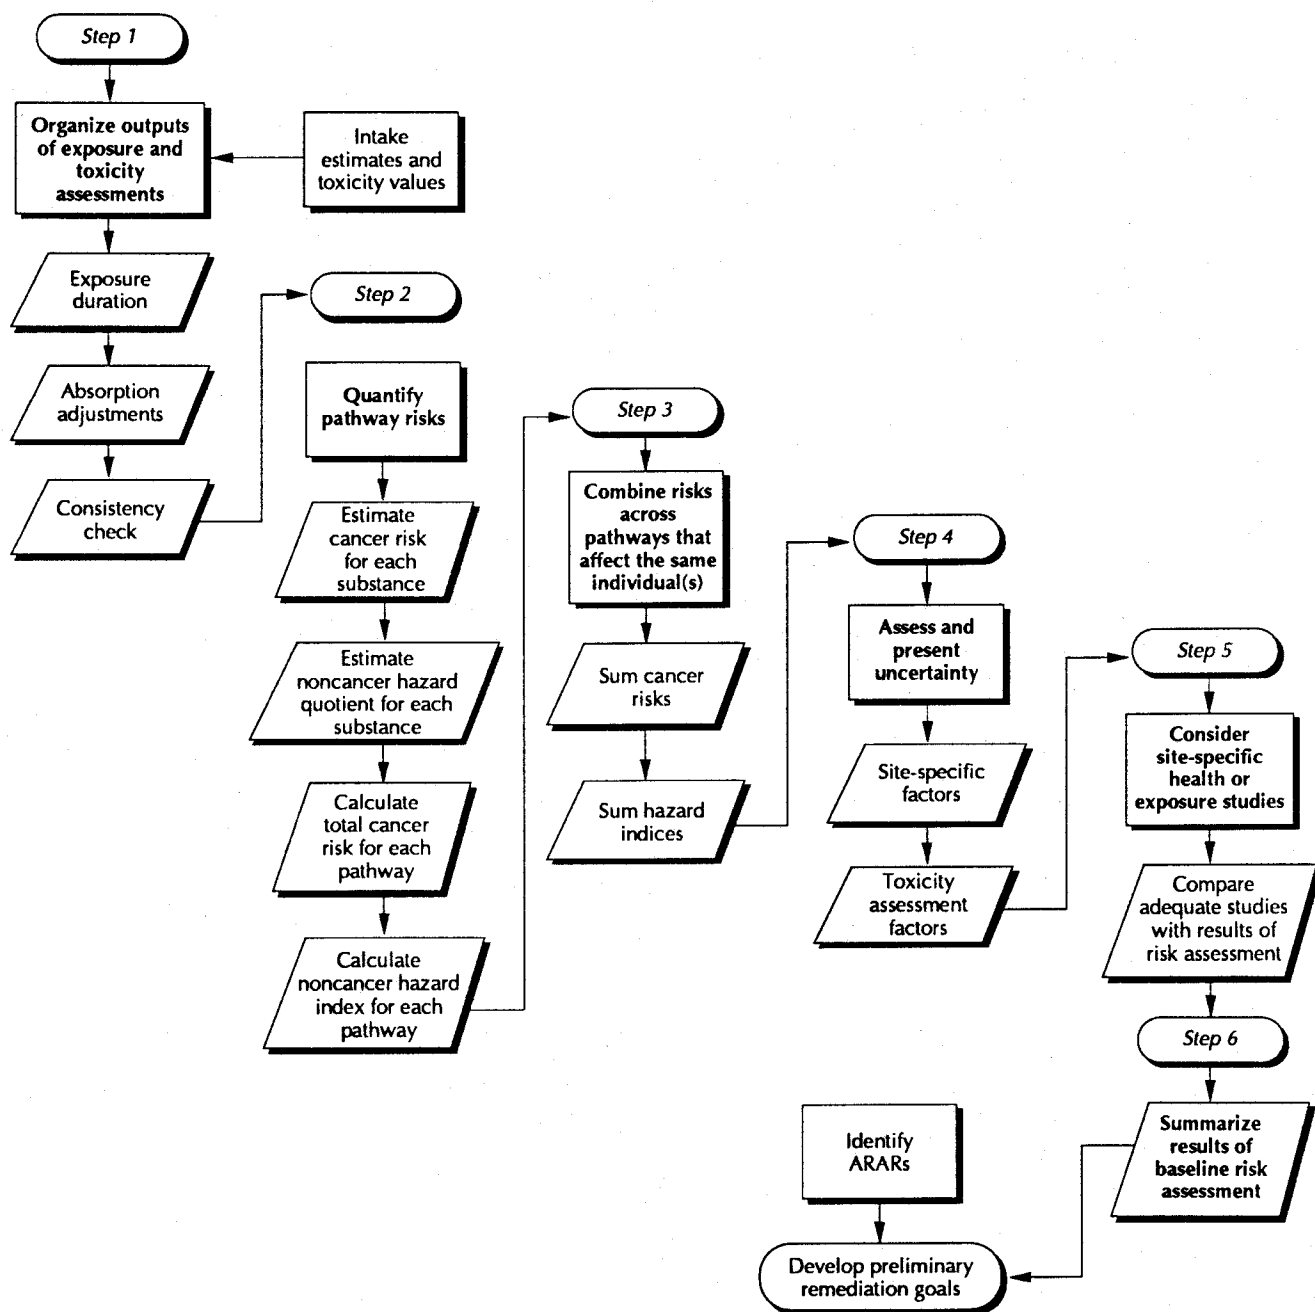 Step 1
Organize outputs
of exposure and
toxicity
assessments
Intake
estimates and
toxicity values
Exposure
duration
Absorption
adjustments
Consistency
check
Step 2
Quantify
pathway risks
Estimate
cancer risk
for each
substance
Estimate
noncancer hazard
quotient for each
substance
Calculate
total cancer
risk for each
pathway
Calculate
noncancer hazard
index for each
pathway
Step 3
Combine risks
across
pathways that
affect the same
individual(s)
Sum cancer
risks
Sum hazard
indices
Step 4
Assess and
present
uncertainty
Site-specific
factors
Toxicity
assessment
factors
Step 5
Consider
site-specific
health or
exposure studies
Compare
adequate studies
with results of
risk assessment
Step 6
Summarize
results of
baseline risk
assessment
Identify
ARARs
Develop preliminary
remediation goals